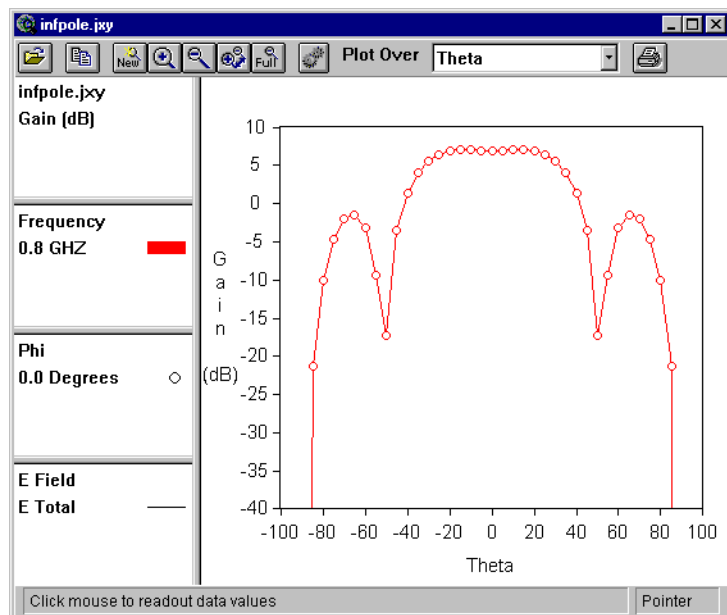 infpole.jxy
New
Full
Plot Over
Theta
infpole.jxy
Gain (dB)
Frequency
0.8 GHZ
Phi
0.0 Degrees
E Field
E Total
10
5
0
-5
-10
-15
-20
-25
-30
-35
-40
Gain
(dB)
-100 -80 -60 -40 -20 0 20 40 60 80 100
Theta
Click mouse to readout data values
Pointer